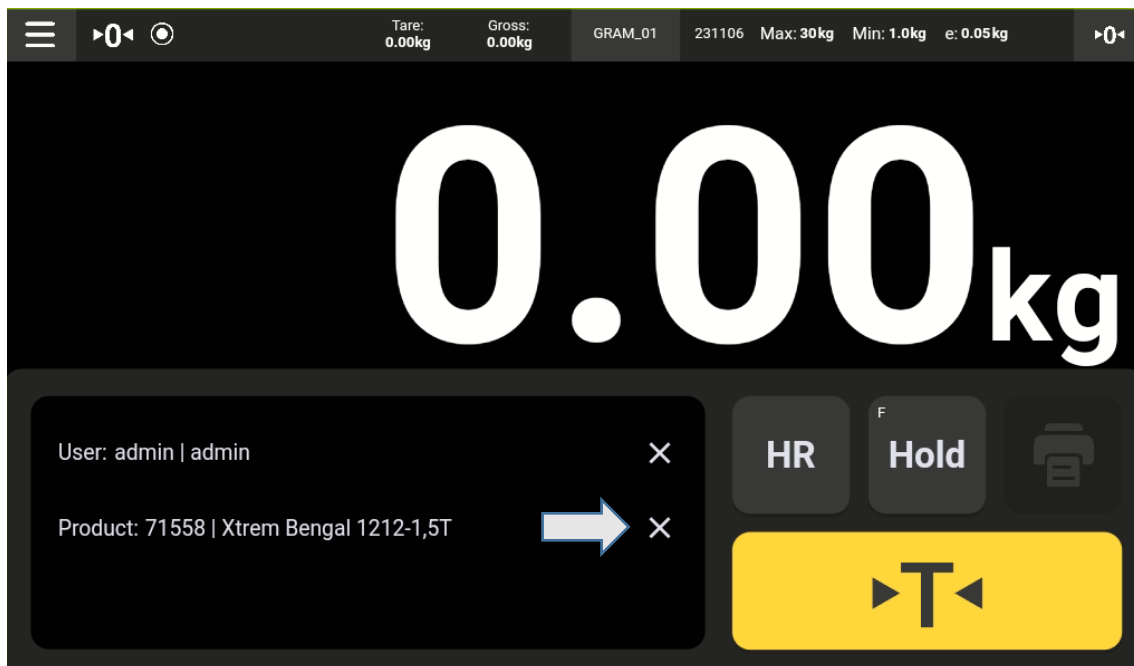 ▸0◂ Tare: Gross: GRAM_01 231106 Max: 30kg Min: 1.0kg e: 0.05kg ▸0◂
0.00kg 0.00kg
0.00kg
User: admin | admin
Product: 71558 | Xtrem Bengal 1212-1,5T
HR
F
Hold
▸T◂